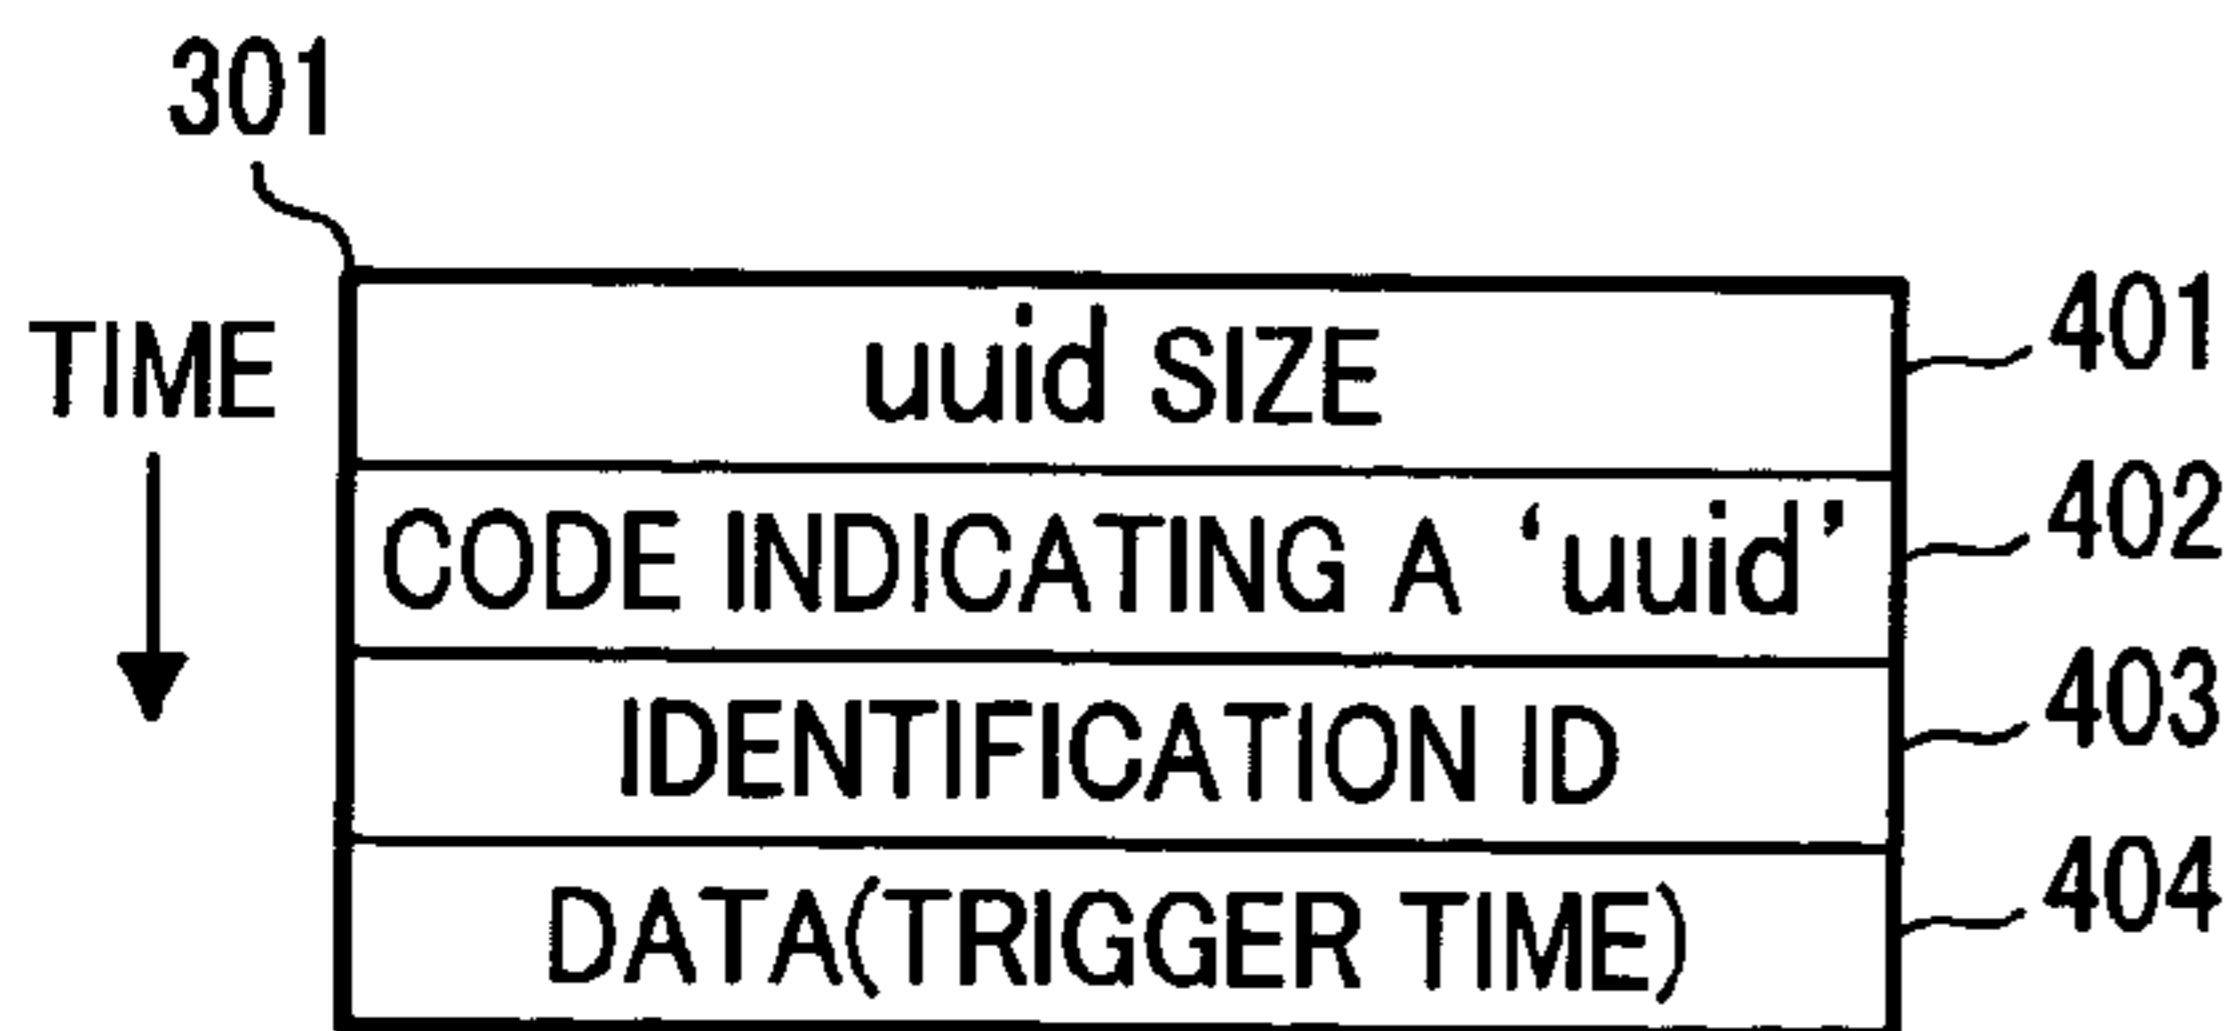 301
TIME
uuid SIZE 401
CODE INDICATING A ‘uuid’ 402
IDENTIFICATION ID 403
DATA(TRIGGER TIME) 404